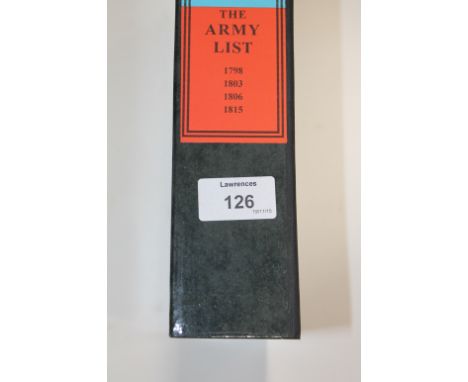 THE
ARMY
LIST
1798
1803
1806
1815
Lawrences
126